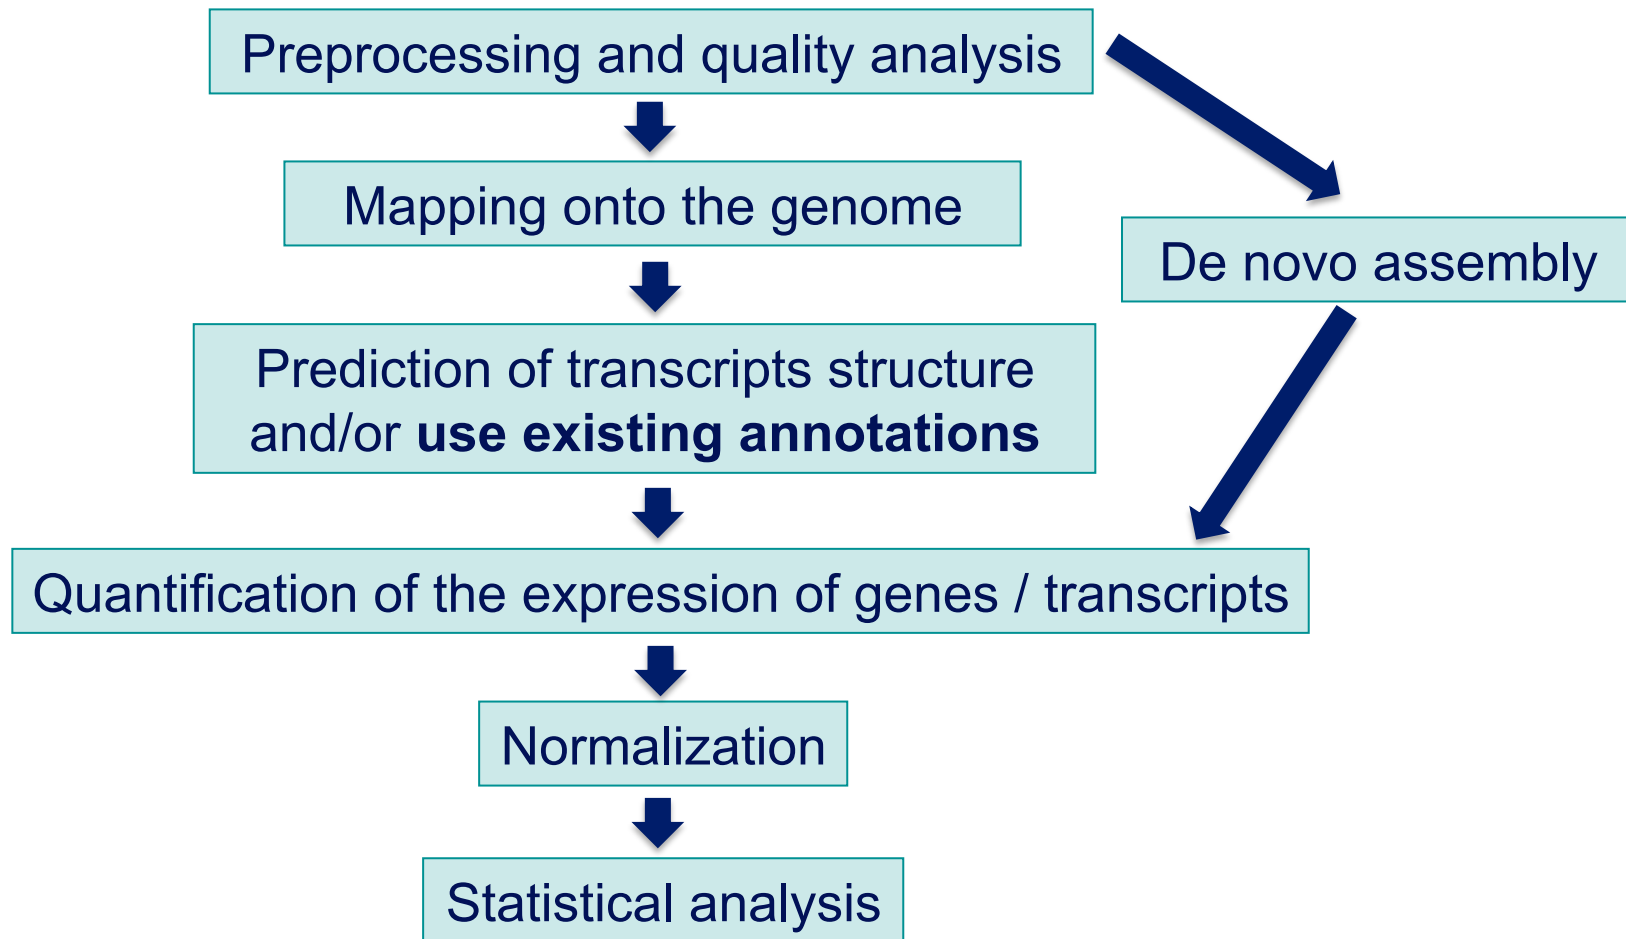 Preprocessing and quality analysis
Mapping onto the genome
De novo assembly
Prediction of transcripts structure
and/or use existing annotations
Quantification of the expression of genes / transcripts
Normalization
Statistical analysis